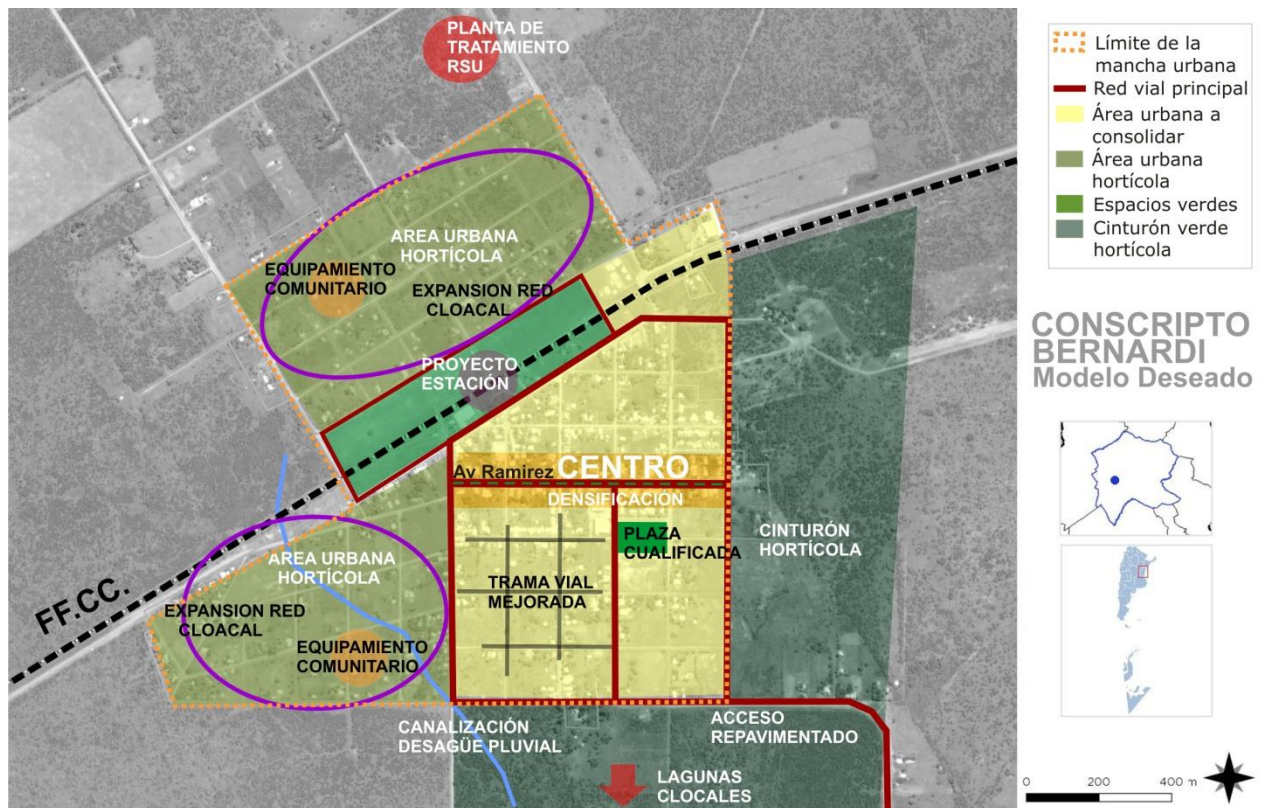 PLANTA DE
TRATAMIENTO
RSU
AREA URBANA
HORTÍCOLA
EQUIPAMIENTO
COMUNITARIO
EXPANSION RED
CLOACAL
PROYECTO
ESTACIÓN
Av Ramirez
CENTRO
DENSIFICACIÓN
PLAZA
CUALIFICADA
CINTURÓN
HORTÍCOLA
TRAMA VIAL
MEJORADA
FF.CC.
AREA URBANA
HORTÍCOLA
EXPANSION RED
CLOACAL
EQUIPAMIENTO
COMUNITARIO
CANALIZACIÓN
DESAGÜE PLUVIAL
ACCESO
REPAVIMENTADO
LAGUNAS
CLOCALES
Límite de la
mancha urbana
Red vial principal
Área urbana a
consolidar
Área urbana
hortícola
Espacios verdes
Cinturón verde
hortícola
CONSCRIPTO
BERNARDI
Modelo Deseado
0 200 400 m